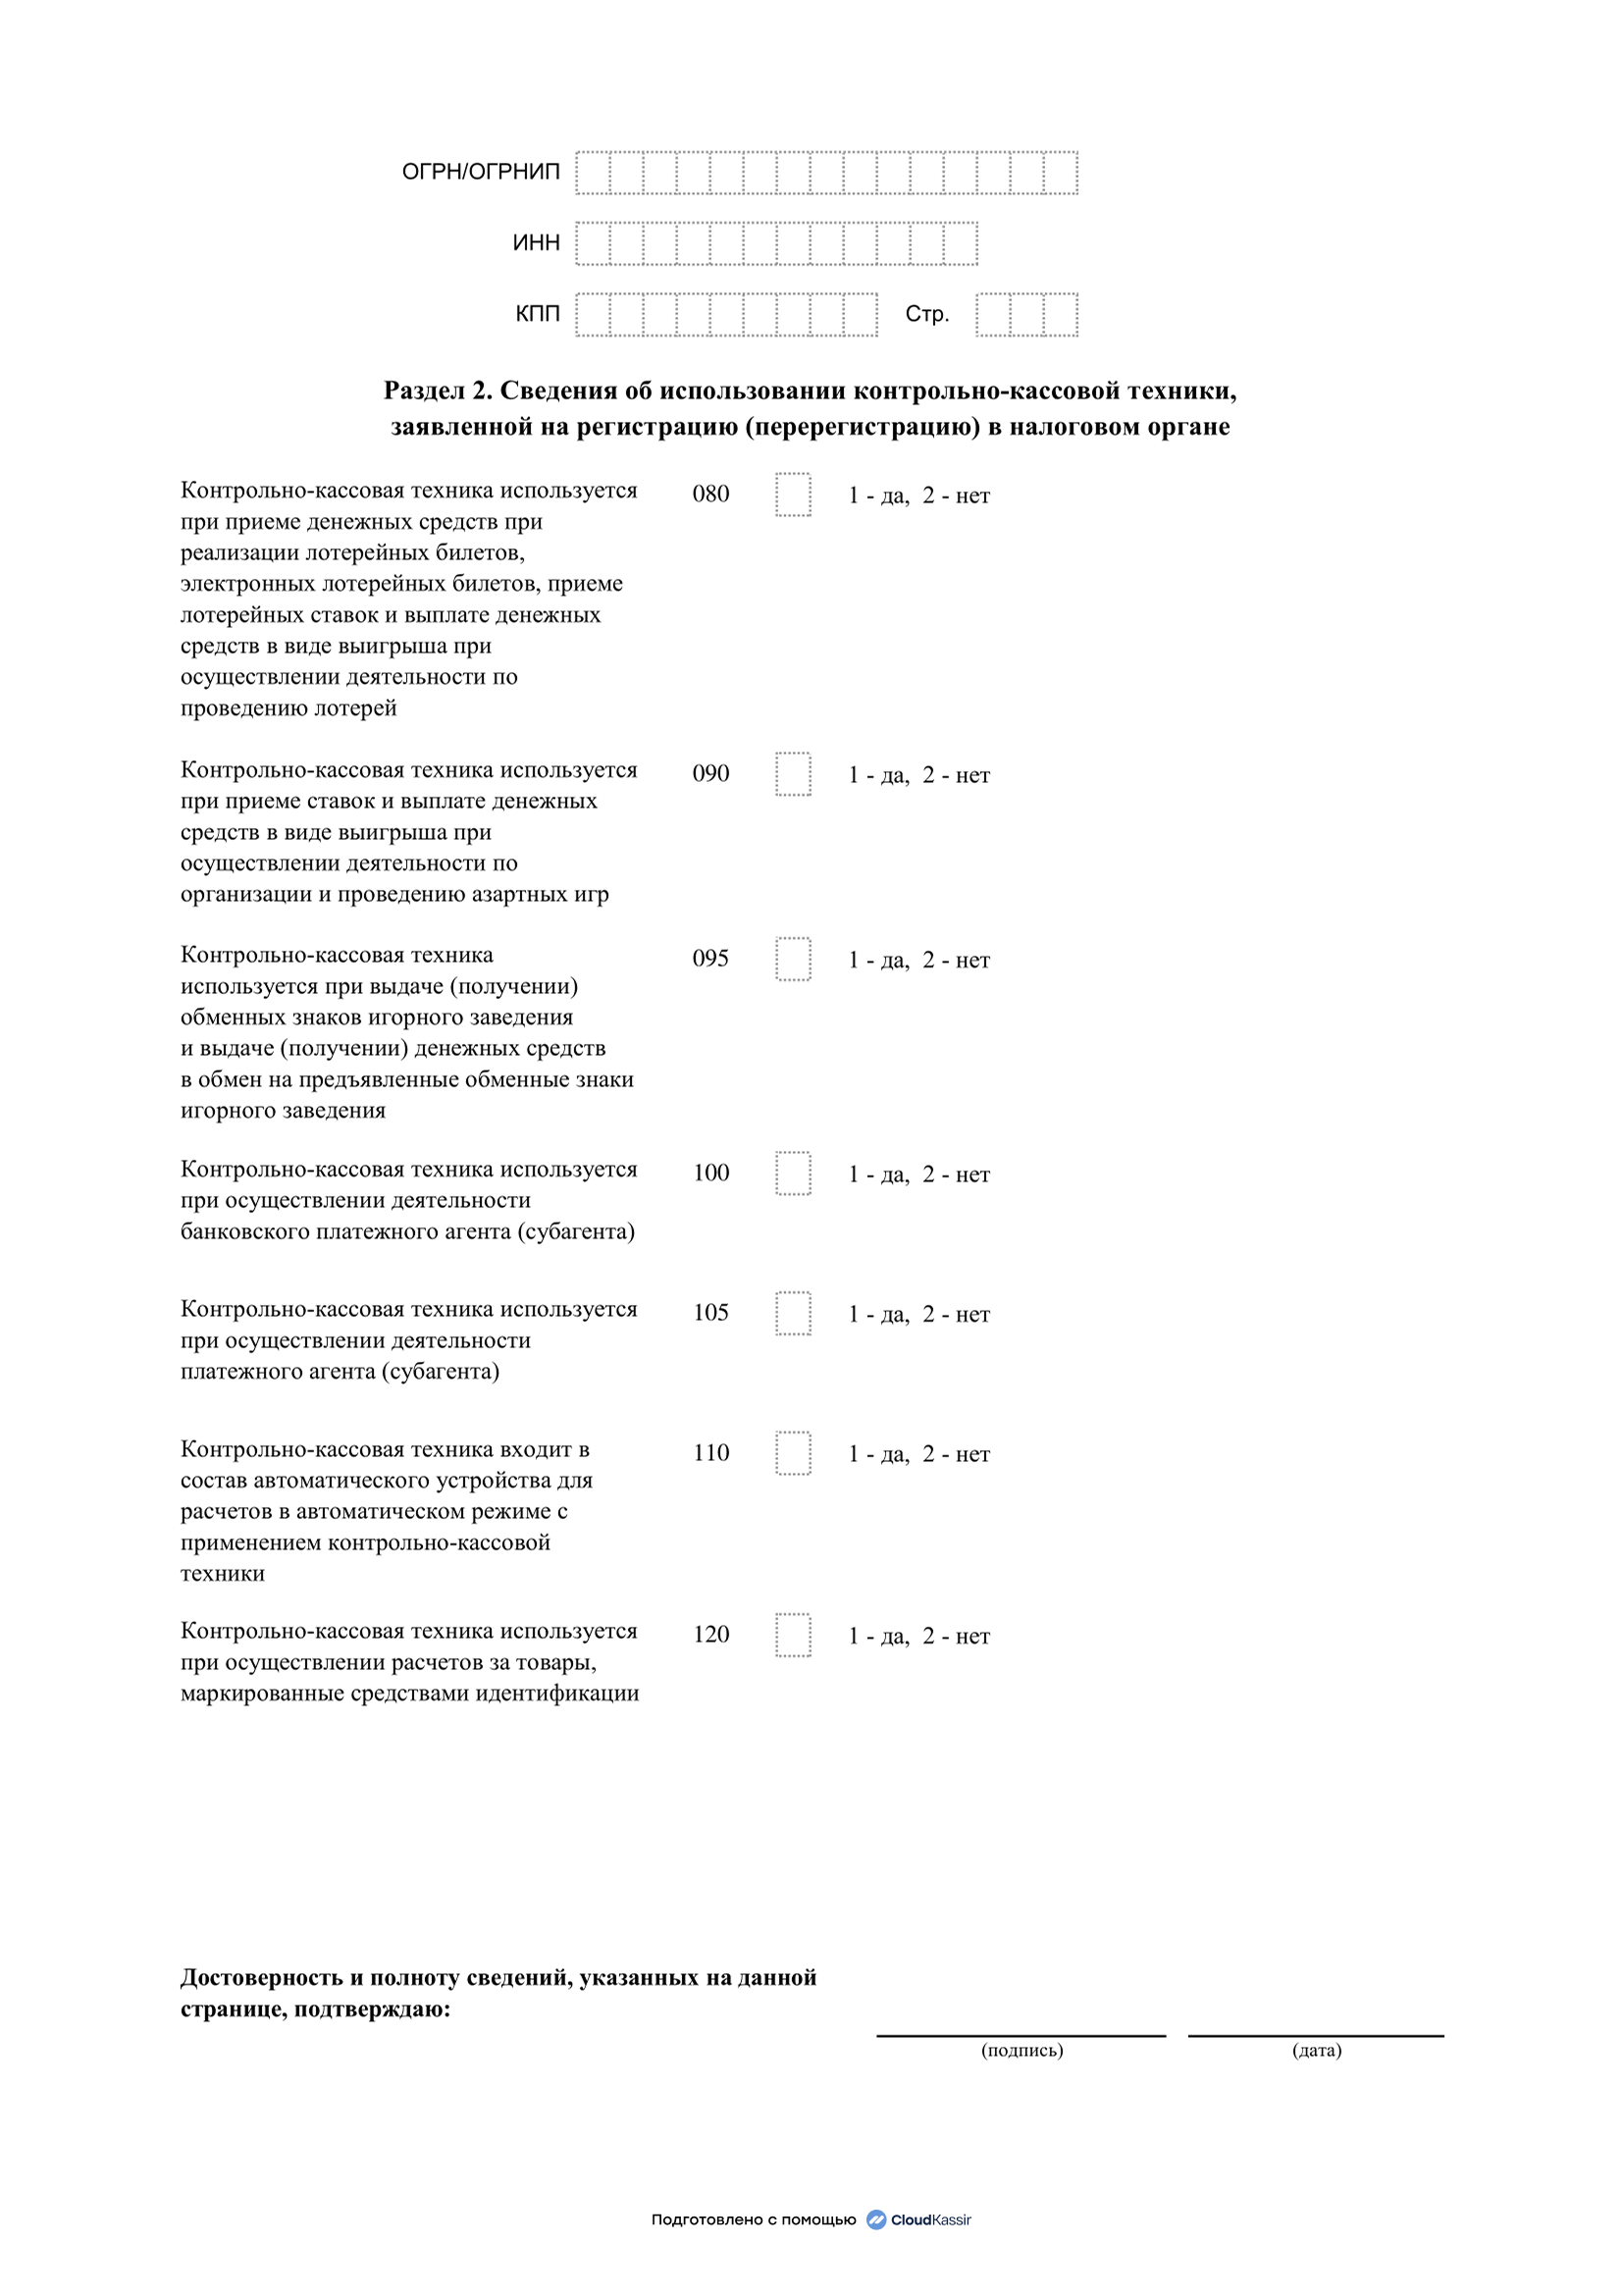 ОГРН/ОГРНИП
ИНН
КПП Стр.
Раздел 2. Сведения об использовании контрольно-кассовой техники,
заявленной на регистрацию (перерегистрацию) в налоговом органе
Контрольно-кассовая техника используется 080 1 - да, 2 - нет
при приеме денежных средств при
реализации лотерейных билетов,
электронных лотерейных билетов, приеме
лотерейных ставок и выплате денежных
средств в виде выигрыша при
осуществлении деятельности по
проведению лотерей
Контрольно-кассовая техника используется 090 1 - да, 2 - нет
при приеме ставок и выплате денежных
средств в виде выигрыша при
осуществлении деятельности по
организации и проведению азартных игр
Контрольно-кассовая техника 095 1 - да, 2 - нет
используется при выдаче (получении)
обменных знаков игорного заведения
и выдаче (получении) денежных средств
в обмен на предъявленные обменные знаки
игорного заведения
Контрольно-кассовая техника используется 100 1 - да, 2 - нет
при осуществлении деятельности
банковского платежного агента (субагента)
Контрольно-кассовая техника используется 105 1 - да, 2 - нет
при осуществлении деятельности
платежного агента (субагента)
Контрольно-кассовая техника входит в 110 1 - да, 2 - нет
состав автоматического устройства для
расчетов в автоматическом режиме с
применением контрольно-кассовой
техники
Контрольно-кассовая техника используется 120 1 - да, 2 - нет
при осуществлении расчетов за товары,
маркированные средствами идентификации
Достоверность и полноту сведений, указанных на данной
странице, подтверждаю:
(подпись) (дата)
Подготовлено с помощью CloudKassir